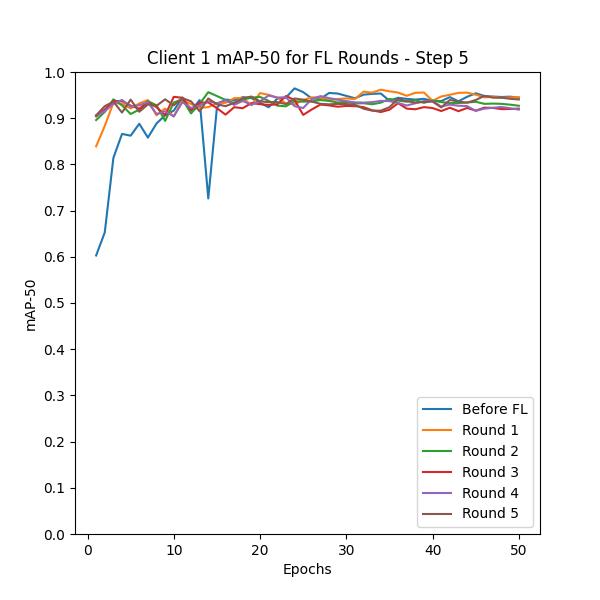 Client 1 mAP-50 for FL Rounds - Step 5
mAP-50
1.0
0.9
0.8
0.7
0.6
0.5
0.4
0.3
0.2
0.1
0.0
0 10 20 30 40 50
Epochs
Before FL
Round 1
Round 2
Round 3
Round 4
Round 5